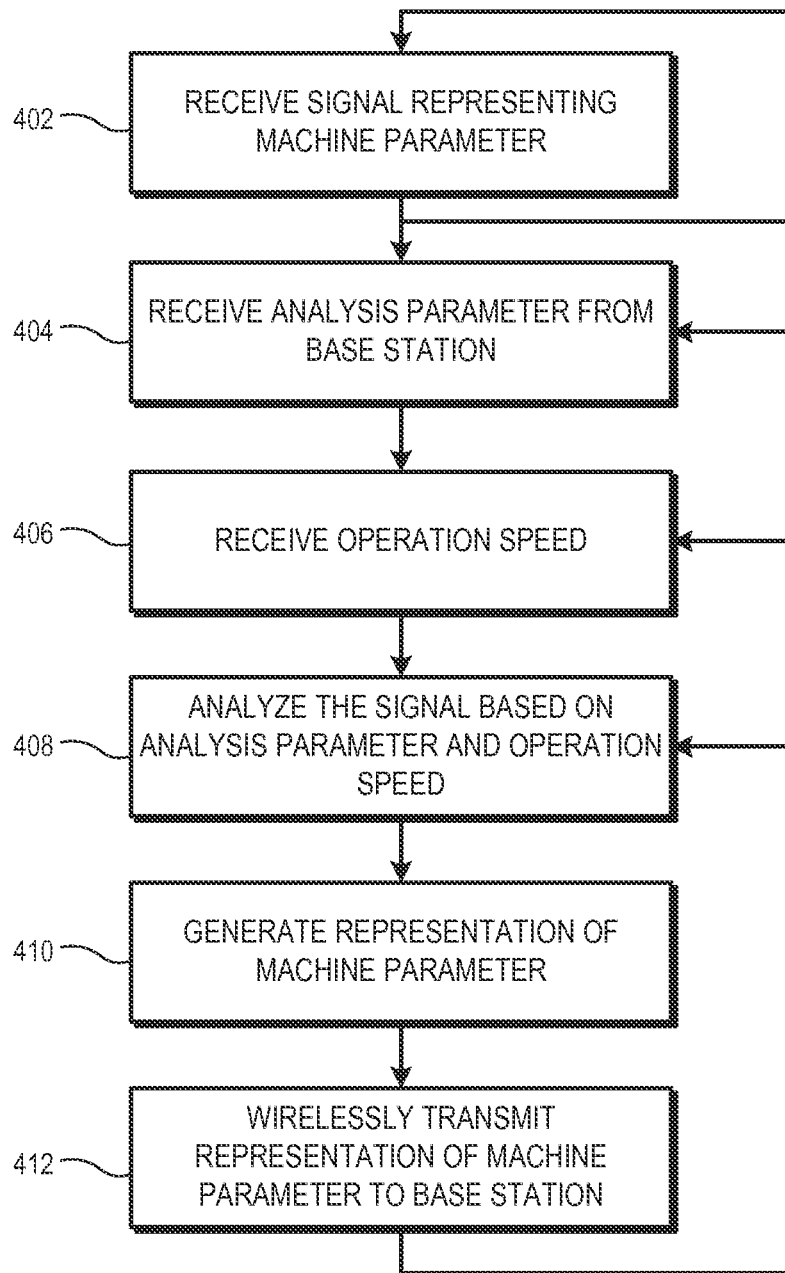 402
RECEIVE SIGNAL REPRESENTING
MACHINE PARAMETER
404
RECEIVE ANALYSIS PARAMETER FROM
BASE STATION
406
RECEIVE OPERATION SPEED
408
ANALYZE THE SIGNAL BASED ON
ANALYSIS PARAMETER AND OPERATION
SPEED
410
GENERATE REPRESENTATION OF
MACHINE PARAMETER
412
WIRELESSLY TRANSMIT
REPRESENTATION OF MACHINE
PARAMETER TO BASE STATION